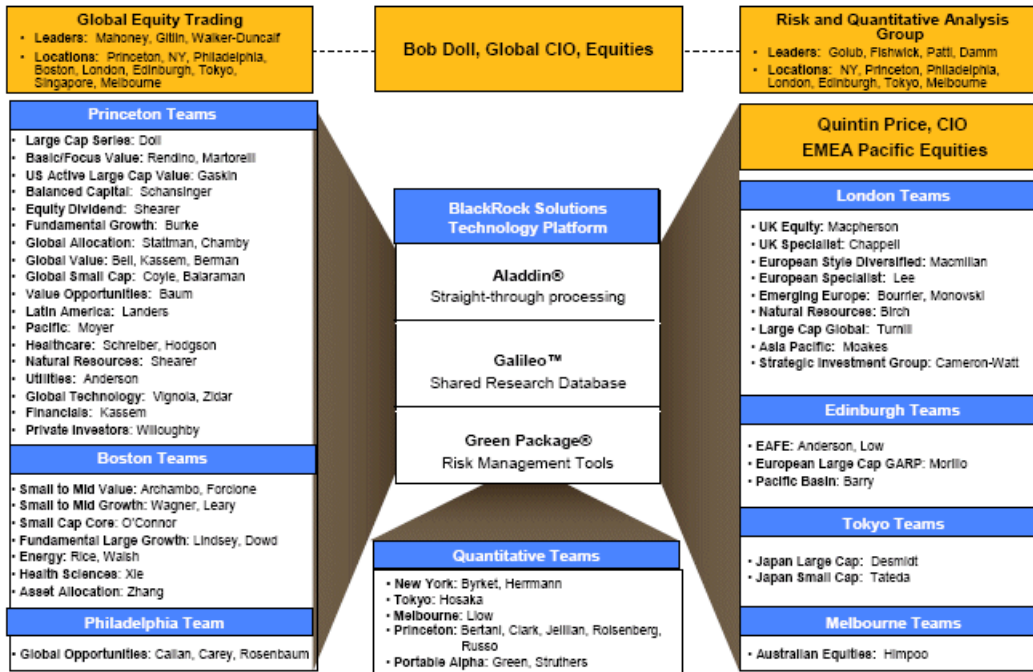 Global Equity Trading
• Leaders: Mahoney, Gitlin, Walker-Duncalf
• Locations: Princeton, NY, Philadelphia,
Boston, London, Edinburgh, Tokyo,
Singapore, Melbourne
Bob Doll, Global CIO, Equities
Risk and Quantitative Analysis
Group
• Leaders: Golub, Fishwick, Patti, Damm
• Locations: NY, Princeton, Philadelphia,
London, Edinburgh, Tokyo, Melbourne
Princeton Teams
• Large Cap Series: Doll
• Basic/Focus Value: Rendino, Martorelli
• US Active Large Cap Value: Gaskin
• Balanced Capital: Schansinger
• Equity Dividend: Shearer
• Fundamental Growth: Burke
• Global Allocation: Stattman, Chamby
• Global Value: Bell, Kassem, Berman
• Global Small Cap: Coyle, Balaraman
• Value Opportunities: Baum
• Latin America: Landers
• Pacific: Moyer
• Healthcare: Schreiber, Hodgson
• Natural Resources: Shearer
• Utilities: Anderson
• Global Technology: Vignola, Zidar
• Financials: Kassem
• Private Investors: Willoughby
Boston Teams
• Small to Mid Value: Archambo, Forcione
• Small to Mid Growth: Wagner, Leary
• Small Cap Core: O'Connor
• Fundamental Large Growth: Lindsey, Dowd
• Energy: Rice, Walsh
• Health Sciences: Xie
• Asset Allocation: Zhang
Philadelphia Team
• Global Opportunities: Callan, Carey, Rosenbaum
BlackRock Solutions
Technology Platform
Aladdin®
Straight-through processing
Galileo™
Shared Research Database
Green Package®
Risk Management Tools
Quantitative Teams
• New York: Byrket, Herrmann
• Tokyo: Hosaka
• Melbourne: Liow
• Princeton: Bertani, Clark, Jelilian, Rolsenberg,
Russo
• Portable Alpha: Green, Struthers
Quintin Price, CIO
EMEA Pacific Equities
London Teams
• UK Equity: Macpherson
• UK Specialist: Chappell
• European Style Diversified: Macmillan
• European Specialist: Lee
• Emerging Europe: Bourrier, Monovski
• Natural Resources: Birch
• Large Cap Global: Turnill
• Asia Pacific: Moakes
• Strategic Investment Group: Cameron-Watt
Edinburgh Teams
• EAFE: Anderson, Low
• European Large Cap GARP: Morillo
• Pacific Basin: Barry
Tokyo Teams
• Japan Large Cap: Desmidt
• Japan Small Cap: Tateda
Melbourne Teams
• Australian Equities: Himpoo